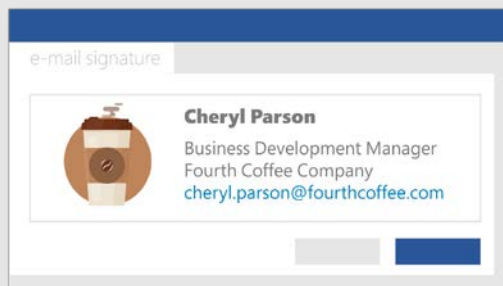 e-mail signature
Cheryl Parson
Business Development Manager
Fourth Coffee Company
cheryl.parson@fourthcoffee.com